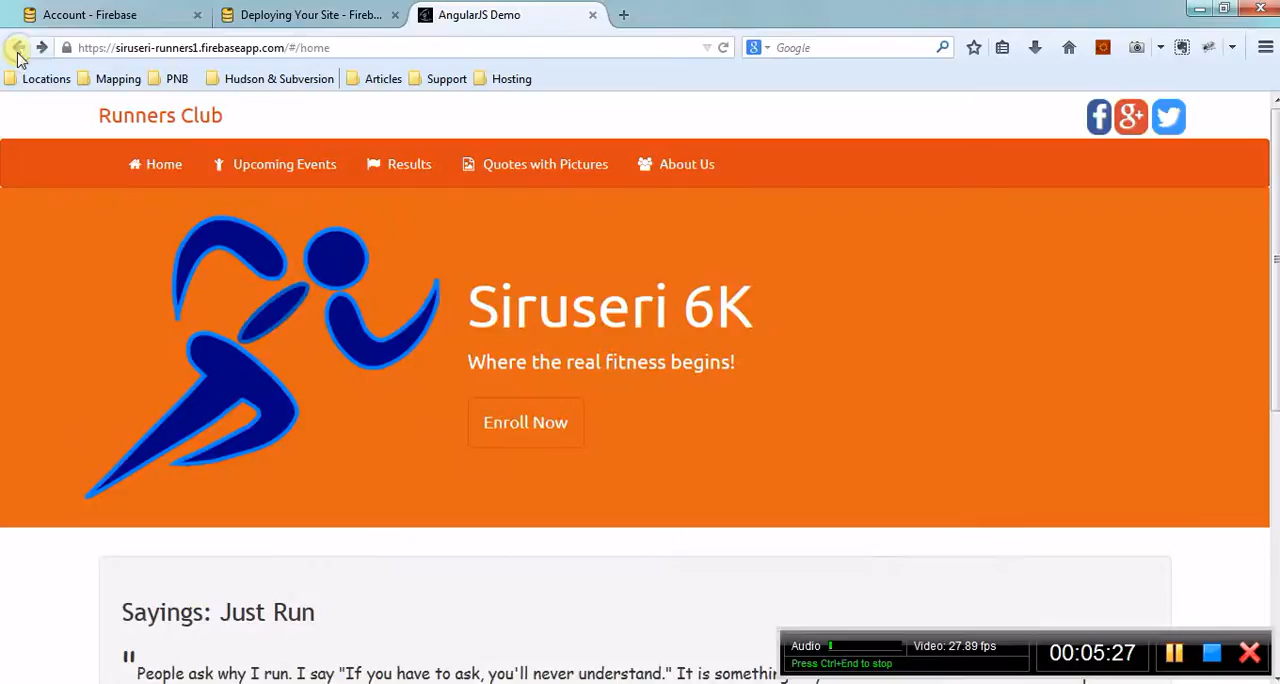 Account - Firebase
Deploying Your Site - Fireb...
AngularJS Demo
https://siruseri-runners1.firebaseapp.com/#/home
Google
Locations Mapping PNB Hudson & Subversion Articles Support Hosting
Runners Club
Home Upcoming Events Results Quotes with Pictures About Us
Siruseri 6K
Where the real fitness begins!
Enroll Now
Sayings: Just Run
"People ask why I run. I say "If you have to ask, you'll never understand." It is something
Audio
Video: 27.89 fps
Press Ctrl+End to stop
00:05:27